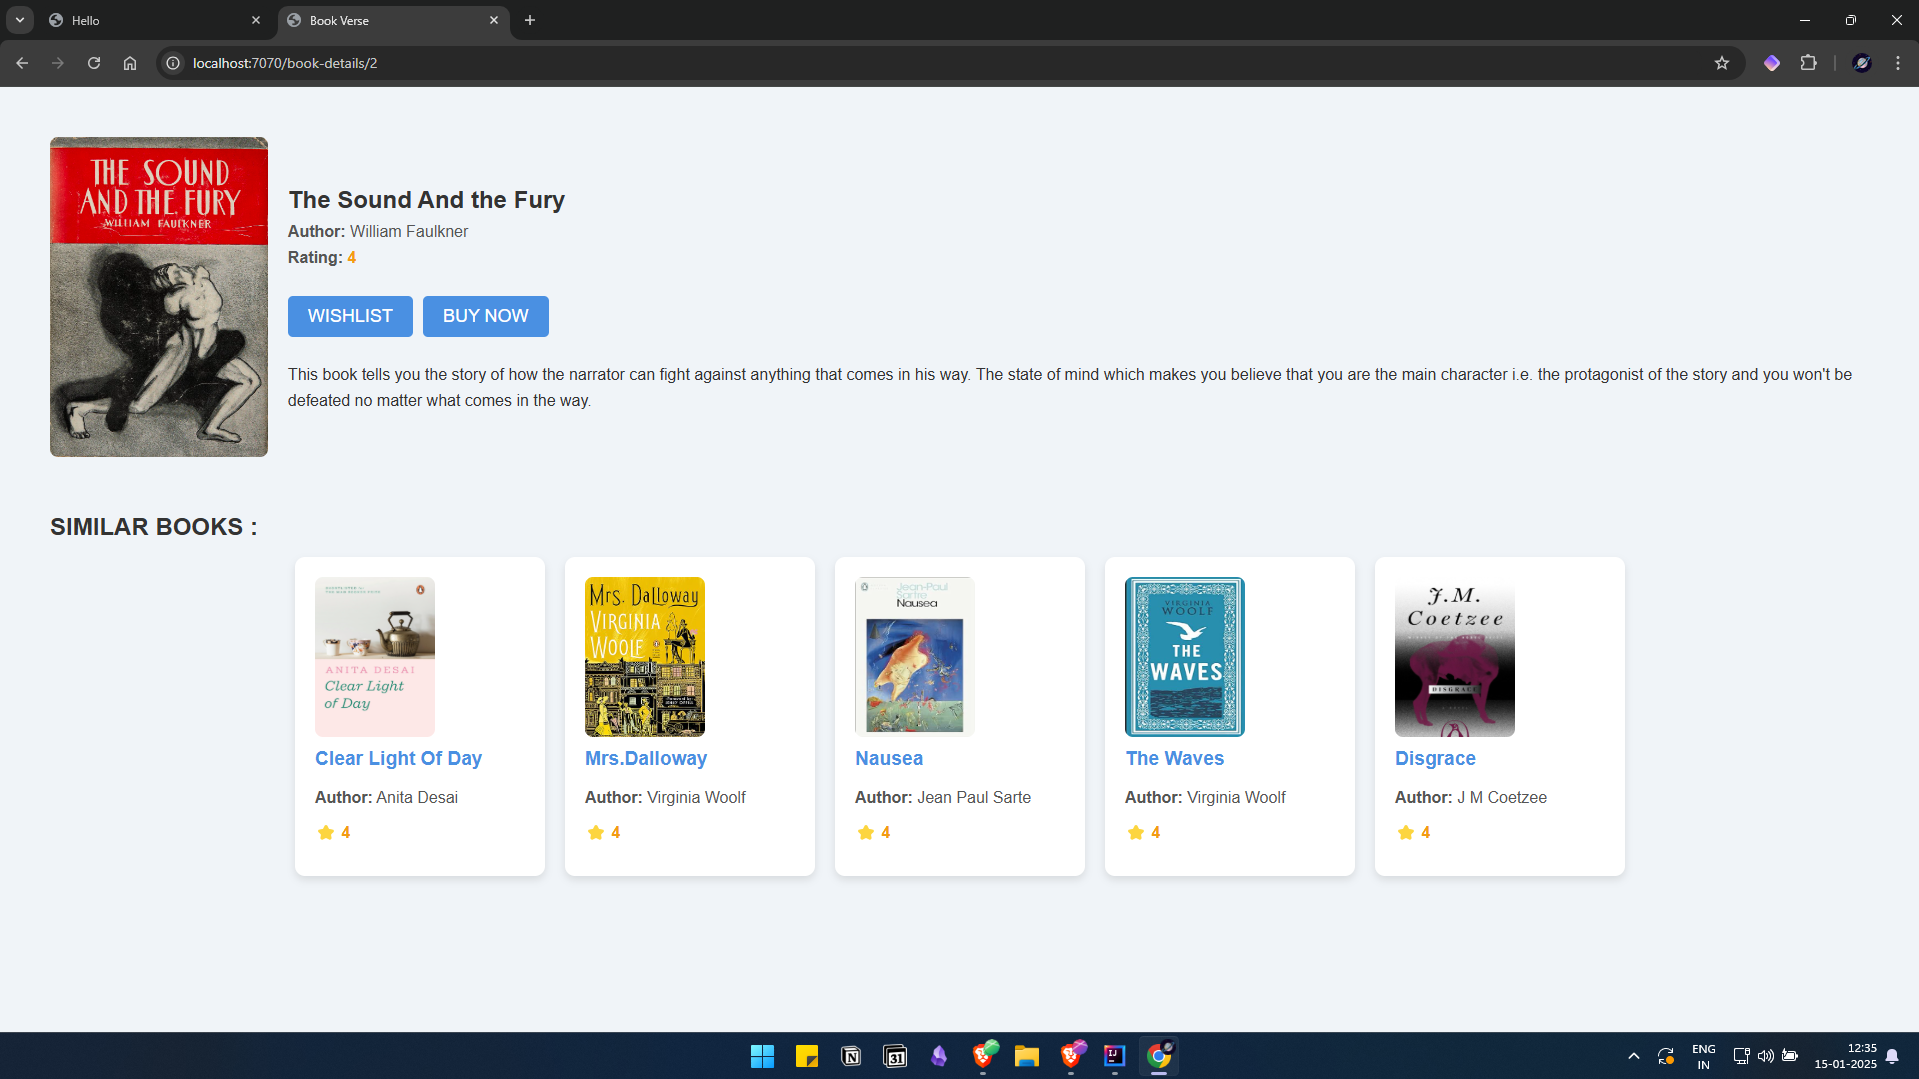 Hello
Book Verse
localhost:7070/book-details/2
THE SOUND
AND THE FURY
WILLIAM FAULKNER
The Sound And the Fury
Author: William Faulkner
Rating: 4
WISHLIST
BUY NOW
This book tells you the story of how the narrator can fight against anything that comes in his way. The state of mind which makes you believe that you are the main character i.e. the protagonist of the story and you won't be
defeated no matter what comes in the way.
SIMILAR BOOKS :
ANITA DESAI
Clear Light
of Day
Clear Light Of Day
Author: Anita Desai
4
Mrs. Dalloway
VIRGINIA
WOOLF
Mrs.Dalloway
Author: Virginia Woolf
4
Jean-Paul
Sartre
Nausea
Nausea
Author: Jean Paul Sarte
4
VIRGINIA
WOOLF
THE
WAVES
The Waves
Author: Virginia Woolf
4
J.M.
Coetzee
DISGRACE
Disgrace
Author: J M Coetzee
4
31
IJ
ENG
IN
12:35
15-01-2025